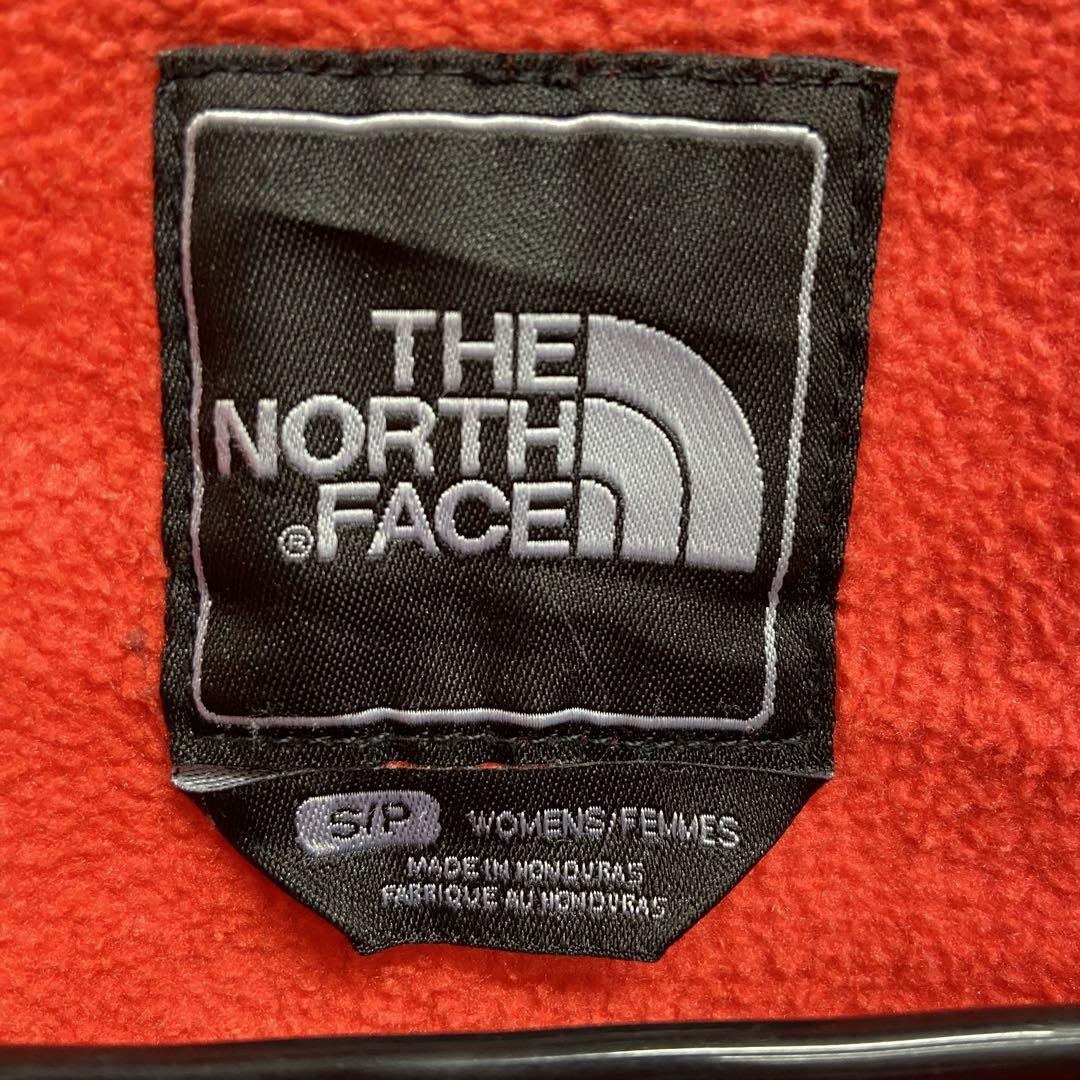 THE
NORTH
®FACE
S/P WOMENS/FEMMES
MADE IN HONDURAS
FABRIQUE AU HONDURAS